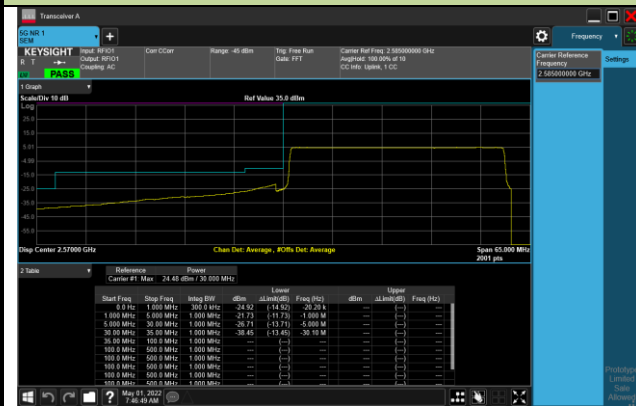 Transceiver A
5G NR 1
SEM
Frequency
KEYSIGHT
R T
PASS
Input: RFIO1
Output: RFIO1
Coupling: AC
Corr CCorr
Range: -45 dBm
Trig: Free Run
Gate: FFT
Carrier Ref Freq: 2.585000000 GHz
Avg|Hold: 100.00% of 10
CC Info: Uplink, 1 CC
Carrier Reference
Frequency
2.585000000 GHz
Settings
1 Graph
Scale/Div 10 dB
Ref Value 35.0 dBm
Log
25.0
15.0
5.01
-4.99
-15.0
-25.0
-35.0
-45.0
-55.0
Disp Center 2.57000 GHz
Chan Det: Average , #Offs Det: Average
Span 65.000 MHz
2001 pts
2 Table
Reference Power
Carrier #1 Max 24.48 dBm / 30.000 MHz
Lower Upper
Start Freq Stop Freq Integ BW dBm ΔLimit(dB) Freq (Hz) dBm ΔLimit(dB) Freq (Hz)
0.0 Hz 1.000 MHz 300.0 kHz -24.92 (-14.92) -20.20 k --- (---) ---
1.000 MHz 5.000 MHz 1.000 MHz -21.73 (-11.73) -1.000 M --- (---) ---
5.000 MHz 30.00 MHz 1.000 MHz -26.71 (-13.71) -5.000 M --- (---) ---
30.00 MHz 35.00 MHz 1.000 MHz -38.45 (-13.45) -30.10 M --- (---) ---
35.00 MHz 100.0 MHz 1.000 MHz --- (---) --- --- (---) ---
100.0 MHz 500.0 MHz 1.000 MHz --- (---) --- --- (---) ---
100.0 MHz 500.0 MHz 1.000 MHz --- (---) --- --- (---) ---
100.0 MHz 500.0 MHz 1.000 MHz --- (---) --- --- (---) ---
100.0 MHz 500.0 MHz 1.000 MHz --- (---) --- --- (---) ---
May 01, 2022
7:46:49 AM
Prototype
Limited
Sale
Allowed